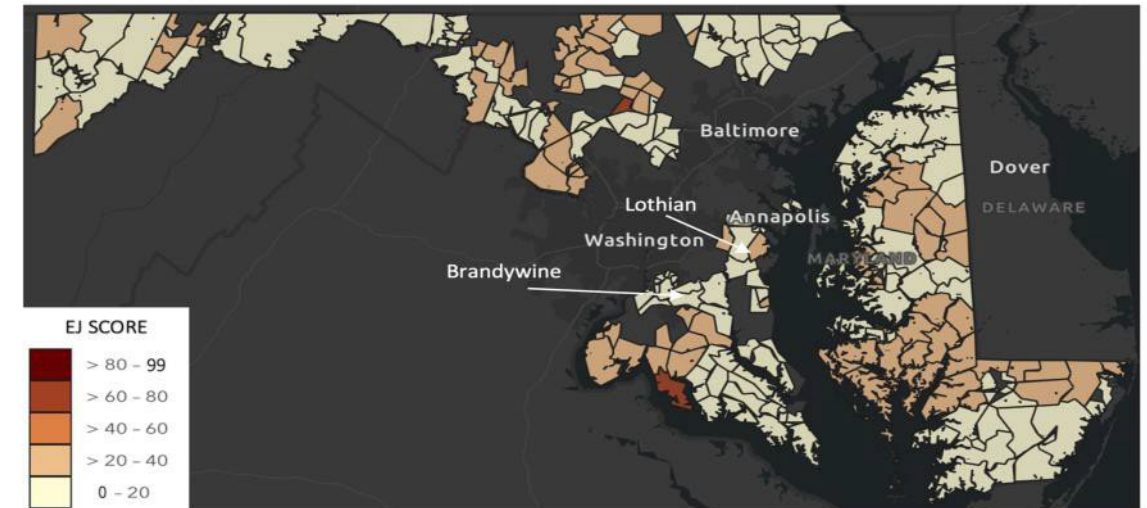 Baltimore
Dover
Lothian
DELAWARE
Annapolis
Washington
MARYLAND
Brandywine
EJ SCORE
> 80 - 99
> 60 - 80
> 40 - 60
> 20 - 40
0 - 20